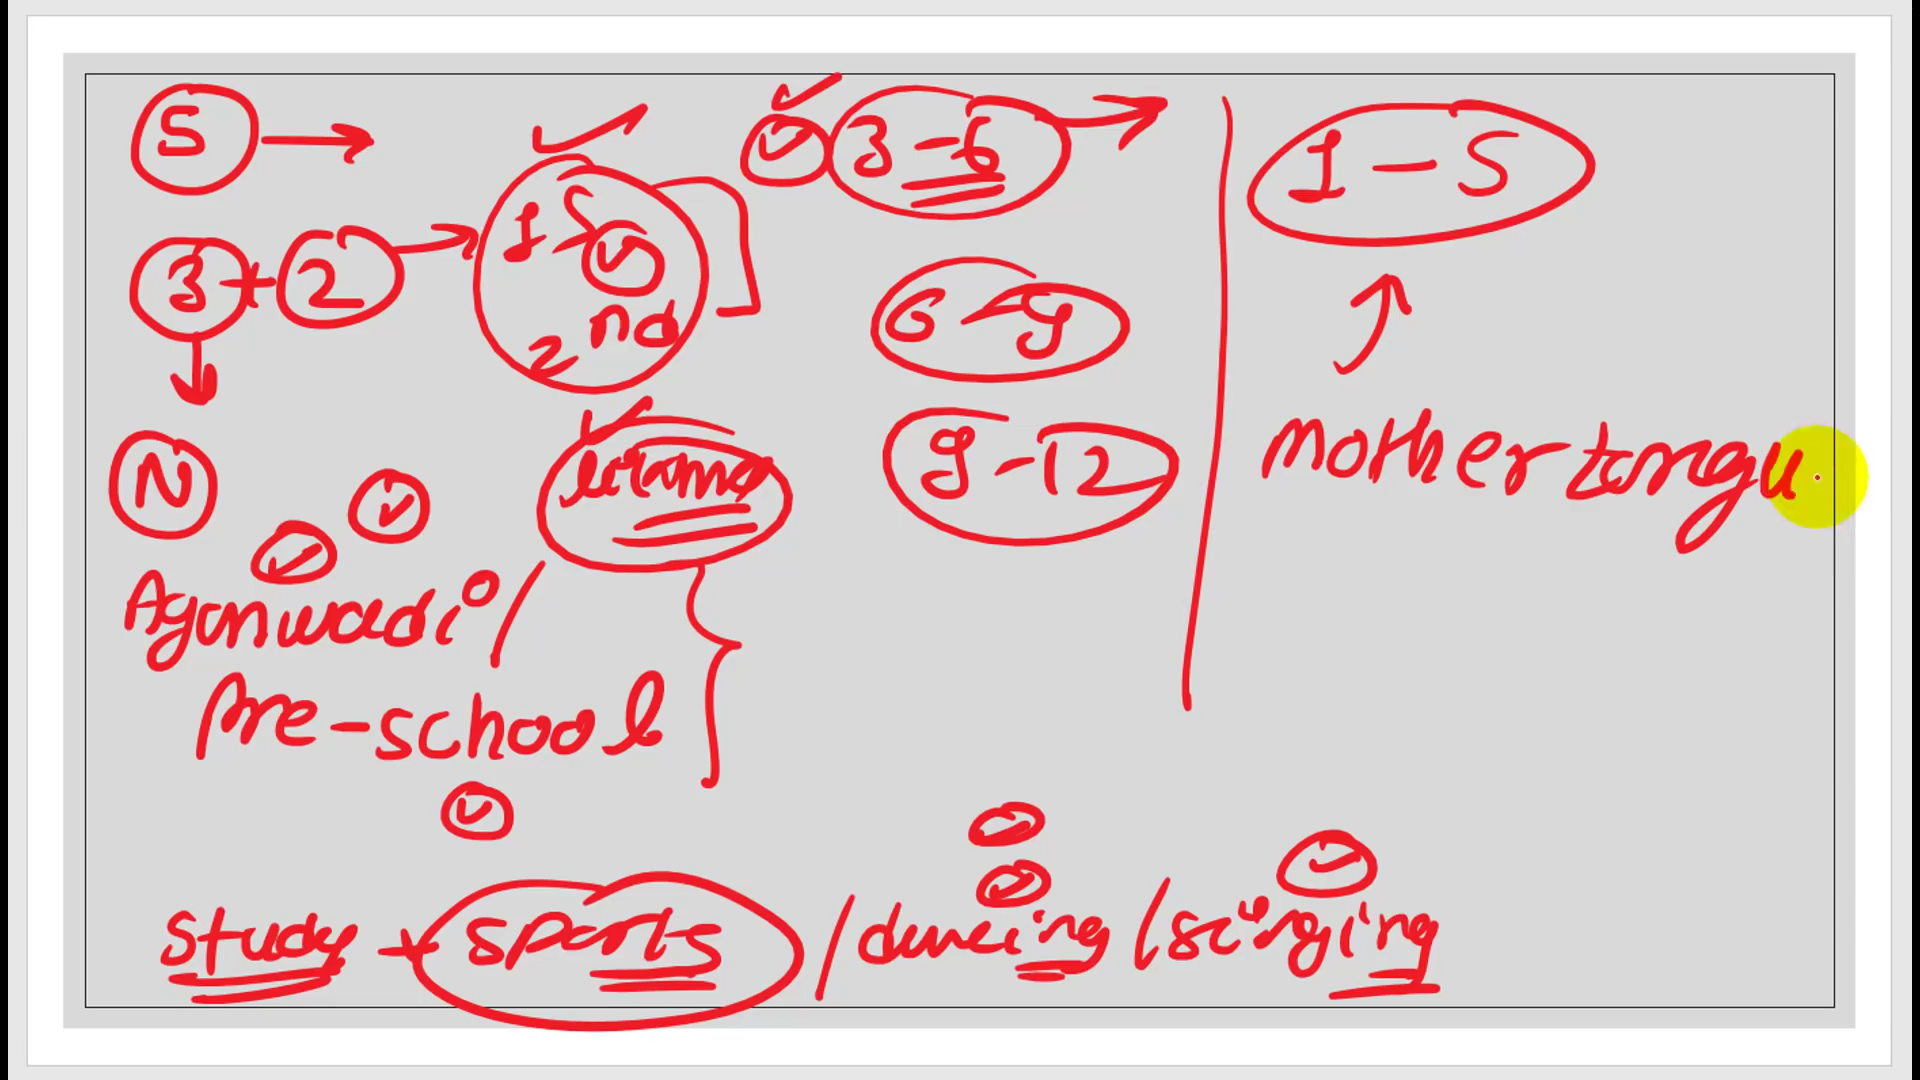 5 →
3 + 2 → 1st
2nd
N
Aganwadi /
Pre-school
3 - 6 →
6 - 9
9 - 12
1 - 5
mother tongu
study + sports / dancing / singing